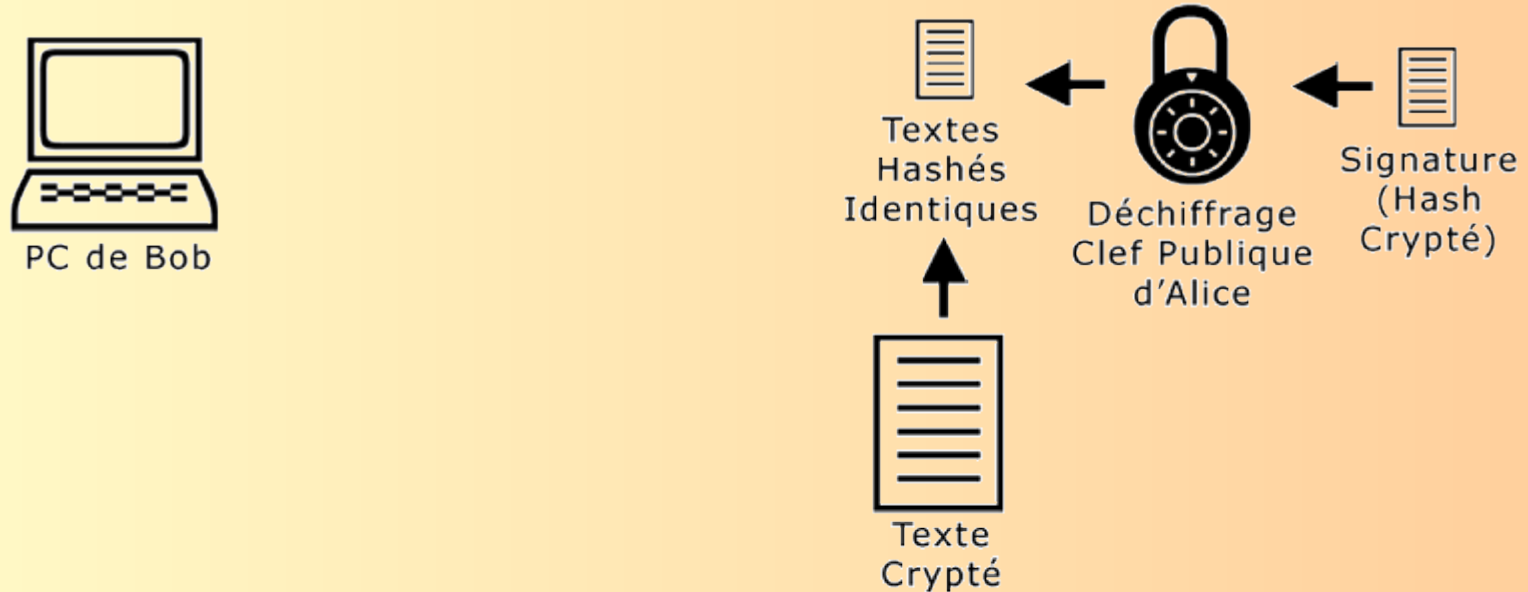 PC de Bob
Textes
Hashés
Identiques
Déchiffrage
Clef Publique
d'Alice
Signature
(Hash
Crypté)
Texte
Crypté